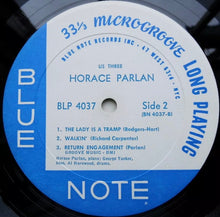 33⅓ MICROGROOVE LONG PLAYING
BLUE NOTE RECORDS INC • 47 WEST 63rd • NYC
US THREE
HORACE PARLAN
BLP 4037
Side 2
(BN 4037-B)
1. THE LADY IS A TRAMP (Rodgers-Hart)
2. WALKIN' (Richard Carpenter)
3. RETURN ENGAGEMENT (Parlan)
GROOVE MUSIC - BMI
Horace Parlan, piano; George Tucker,
bass; Al Harewood, drums.
BLUE
NOTE